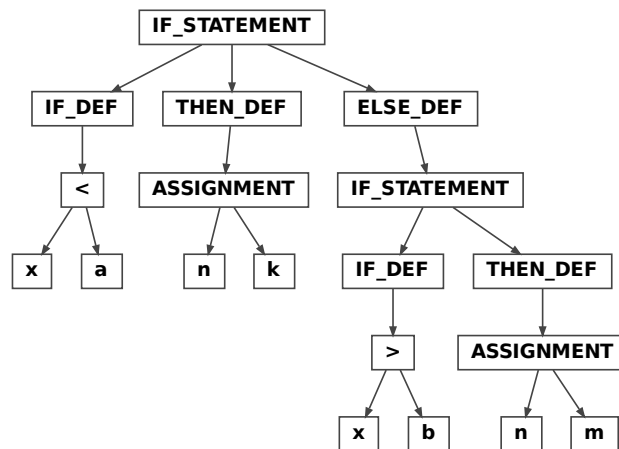 IF_STATEMENT
IF_DEF THEN_DEF ELSE_DEF
< ASSIGNMENT IF_STATEMENT
x a n k IF_DEF THEN_DEF
> ASSIGNMENT
x b n m